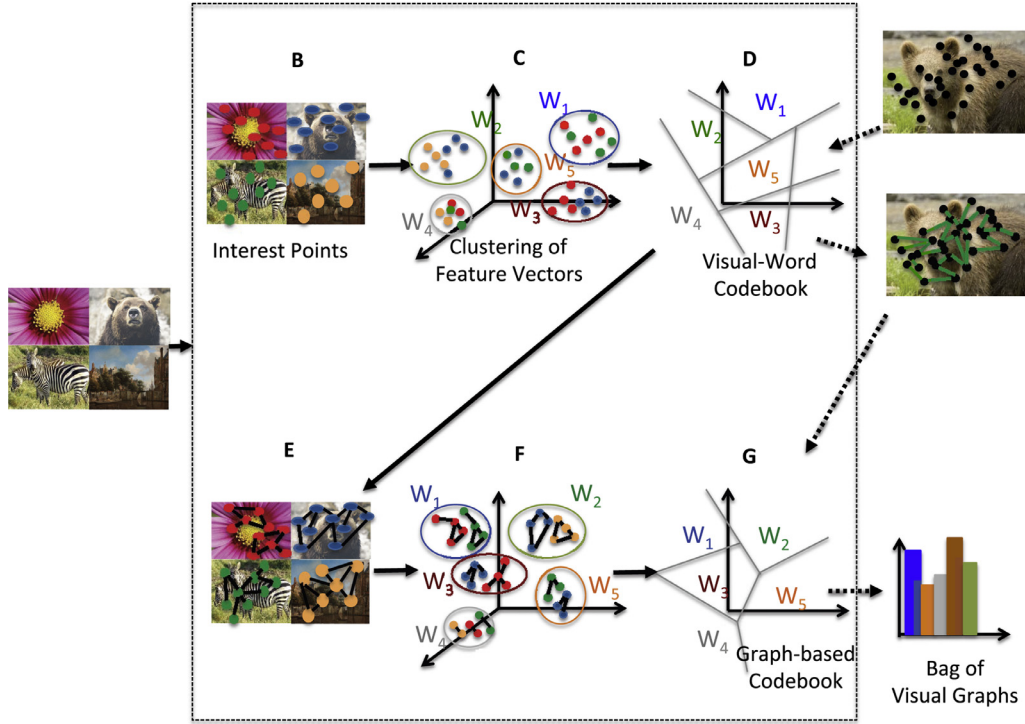 B
C
D
W1
W2
W5
W3
W4
Interest Points
Clustering of
Feature Vectors
W1
W2
W5
W3
W4
Visual-Word
Codebook
E
F
G
W1
W2
W3
W5
W4
W1
W2
W3
W5
W4
Graph-based
Codebook
Bag of
Visual Graphs